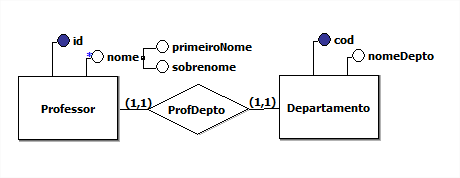 id
cod
primeiroNome
* nome
nomeDepto
sobrenome
Professor (1,1) ProfDepto (1,1) Departamento